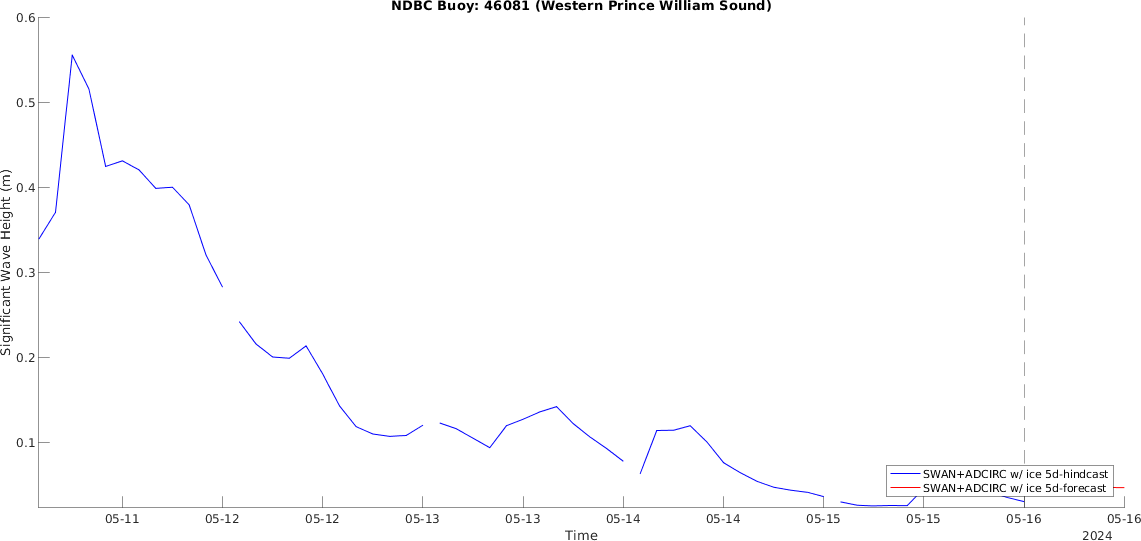 NDBC Buoy: 46081 (Western Prince William Sound)
0.6
0.5
0.4
0.3
0.2
0.1
Significant Wave Height (m)
SWAN+ADCIRC w/ ice 5d-hindcast
SWAN+ADCIRC w/ ice 5d-forecast
05-11 05-12 05-12 05-13 05-13 05-14 05-14 05-15 05-15 05-16 05-16
Time
2024